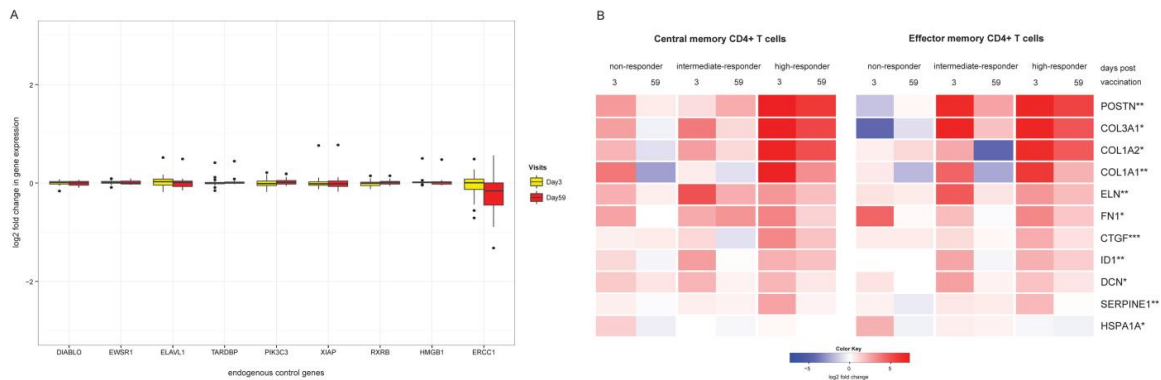 A
2
0
−2
log2 fold change in gene expression
DIABLO EWSR1 ELAVL1 TARDBP PIK3C3 XIAP RXRB HMGB1 ERCC1
endogenous control genes
Visits
Day3
Day59
B
Central memory CD4+ T cells Effector memory CD4+ T cells
non-responder intermediate-responder high-responder non-responder intermediate-responder high-responder days post
3 59 3 59 3 59 3 59 3 59 3 59 vaccination
POSTN**
COL3A1*
COL1A2*
COL1A1**
ELN**
FN1*
CTGF***
ID1**
DCN*
SERPINE1**
HSPA1A*
Color Key
−5 0 5
log2 fold change